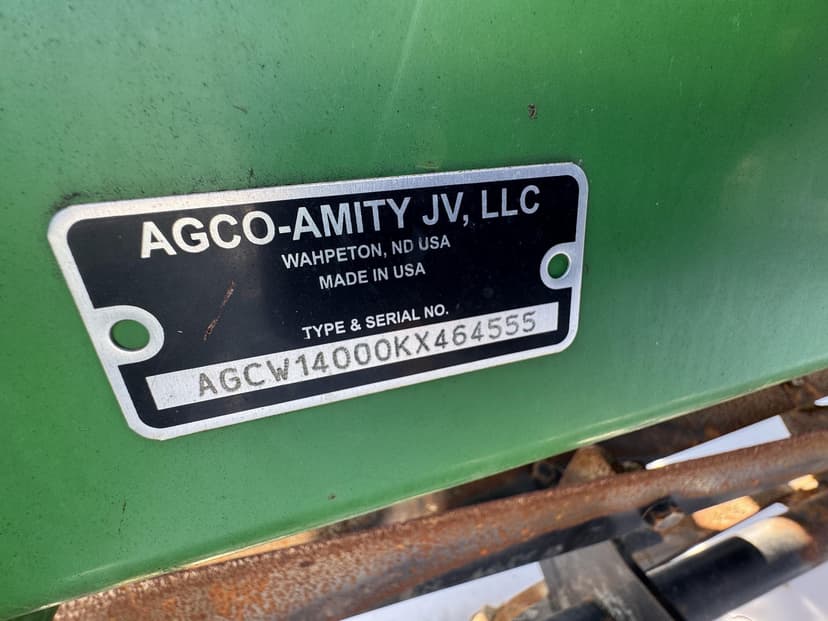 AGCO-AMITY JV, LLC
WAHPETON, ND USA
MADE IN USA
TYPE & SERIAL NO.
AGCW14000KX464555